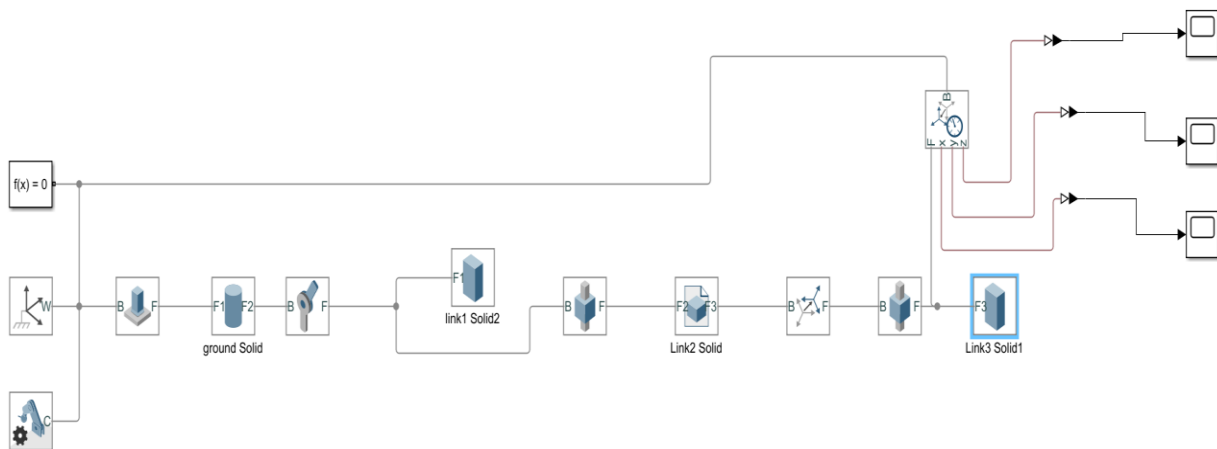 B
F x y z
f(x) = 0
W
B F
F1 F2
B F
F1
B F
F2 F3
B F
B F
F3
link1 Solid2
ground Solid
Link2 Solid
Link3 Solid1
C